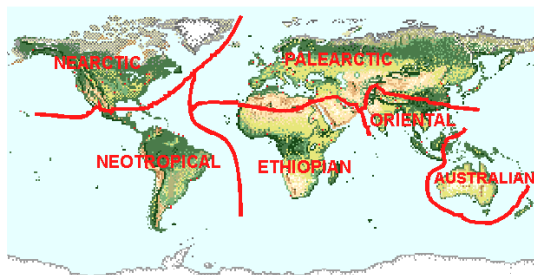 NEARCTIC
PALEARCTIC
ORIENTAL
NEOTROPICAL
ETHIOPIAN
AUSTRALIAN